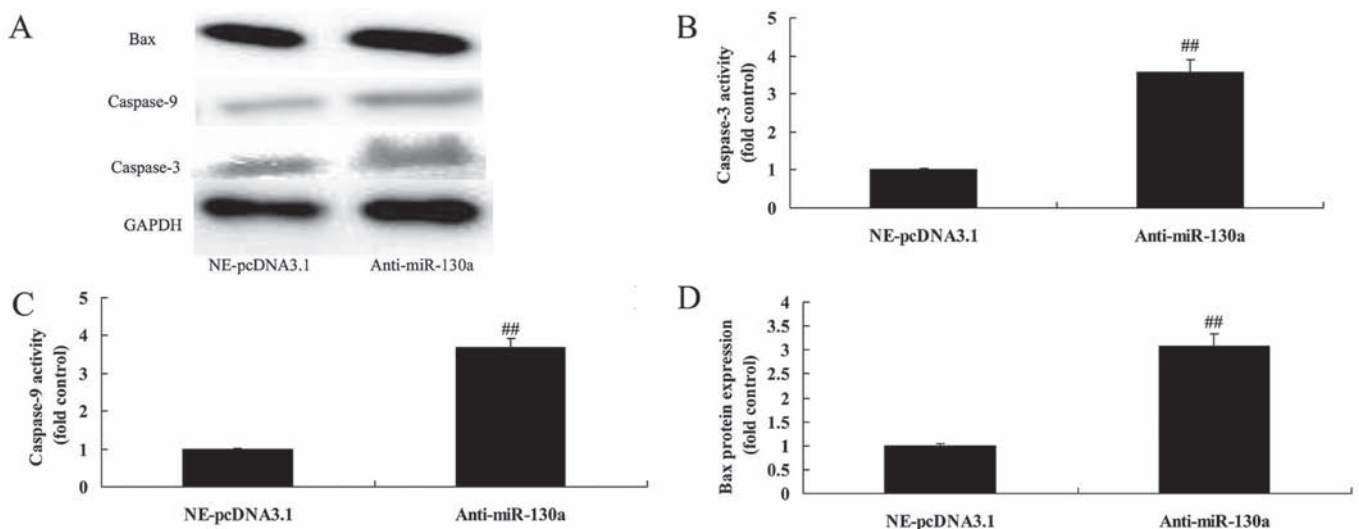 A
Bax
Caspase-9
Caspase-3
GAPDH
NE-pcDNA3.1 Anti-miR-130a
B
Caspase-3 activity
(fold control)
5
4
3
2
1
0
##
NE-pcDNA3.1 Anti-miR-130a
C
Caspase-9 activity
(fold control)
5
4
3
2
1
0
##
NE-pcDNA3.1 Anti-miR-130a
D
Bax protein expression
(fold control)
4
3.5
3
2.5
2
1.5
1
0.5
0
##
NE-pcDNA3.1 Anti-miR-130a